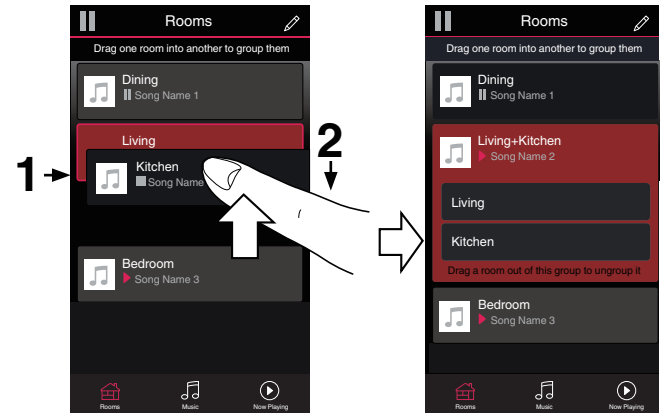 Rooms
Drag one room into another to group them
Dining
Song Name 1
Living
Kitchen
Song Name
Bedroom
Song Name 3
Rooms
Music
Now Playing
1
2
Rooms
Drag one room into another to group them
Dining
Song Name 1
Living+Kitchen
Song Name 2
Living
Kitchen
Drag a room out of this group to ungroup it
Bedroom
Song Name 3
Rooms
Music
Now Playing